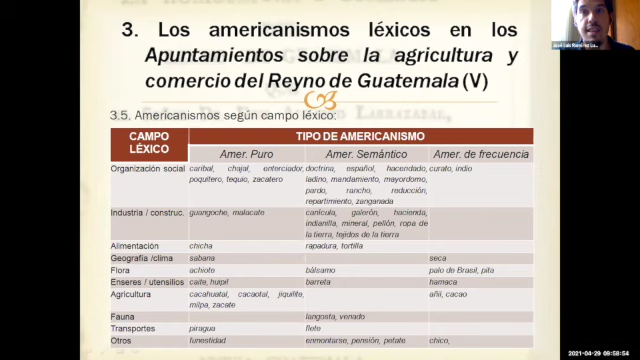 3. Los americanismos léxicos en los
Apuntamientos sobre la agricultura y
comercio del Reyno de Guatemala (V)
3.5. Americanismos según campo léxico:
CAMPO LÉXICO TIPO DE AMERICANISMO
Amer. Puro Amer. Semántico Amer. de frecuencia
Organización social caribal, chajal, enterciador, doctrina, español, hacendado, curato, indio
poquitero, tequio, zacatero ladino, mandamiento, mayordomo,
pardo, rancho, reducción,
repartimiento, zanganada
Industria / construc. guangoche, malacate canícula, galerón, hacienda,
indianilla, mineral, pellón, ropa de
la tierra, tejidos de la tierra
Alimentación chicha rapadura, tortilla
Geografía /clima sabana seca
Flora achiote bálsamo palo de Brasil, pita
Enseres / utensilios caite, huipil barreta hamaca
Agricultura cacahuatal, cacaotal, jiquilite, añil, cacao
milpa, zacate
Fauna langosta, venado
Transportes piragua flete
Otros funestidad enmontarse, pensión, petate chico,
2021-04-29 09:58:54